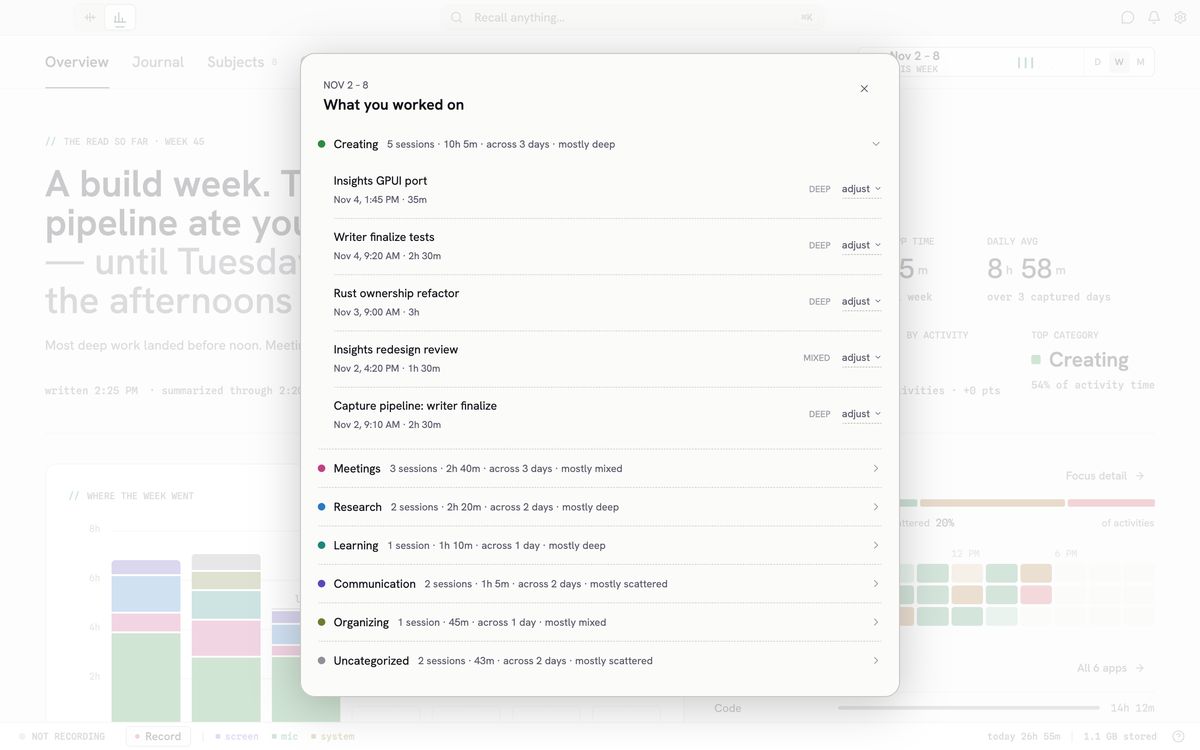 Recall anything...
⌘K
Overview
Journal
Subjects 8
Nov 2 – 8
IS WEEK
D
W
M
// THE READ SO FAR · WEEK 45
A build week. T
pipeline ate you
— until Tuesda
the afternoons
Most deep work landed before noon. Meeti
written 2:25 PM · summarized through 2:20
P TIME
5 m
week
DAILY AVG
8 h 58 m
over 3 captured days
BY ACTIVITY
ivities · +0 pts
TOP CATEGORY
Creating
54% of activity time
NOV 2 – 8
What you worked on
Creating 5 sessions · 10h 5m · across 3 days · mostly deep
Insights GPUI port
Nov 4, 1:45 PM · 35m
DEEP adjust
Writer finalize tests
Nov 4, 9:20 AM · 2h 30m
DEEP adjust
Rust ownership refactor
Nov 3, 9:00 AM · 3h
DEEP adjust
Insights redesign review
Nov 2, 4:20 PM · 1h 30m
MIXED adjust
Capture pipeline: writer finalize
Nov 2, 9:10 AM · 2h 30m
DEEP adjust
Meetings 3 sessions · 2h 40m · across 3 days · mostly mixed
Research 2 sessions · 2h 20m · across 2 days · mostly deep
Learning 1 session · 1h 10m · across 1 day · mostly deep
Communication 2 sessions · 1h 5m · across 2 days · mostly scattered
Organizing 1 session · 45m · across 1 day · mostly mixed
Uncategorized 2 sessions · 43m · across 2 days · mostly scattered
// WHERE THE WEEK WENT
8h
6h
4h
2h
Focus detail →
ttered 20%
of activities
12 PM
6 PM
All 6 apps →
Code
14h 12m
NOT RECORDING
Record
screen
mic
system
today 26h 55m
1.1 GB stored